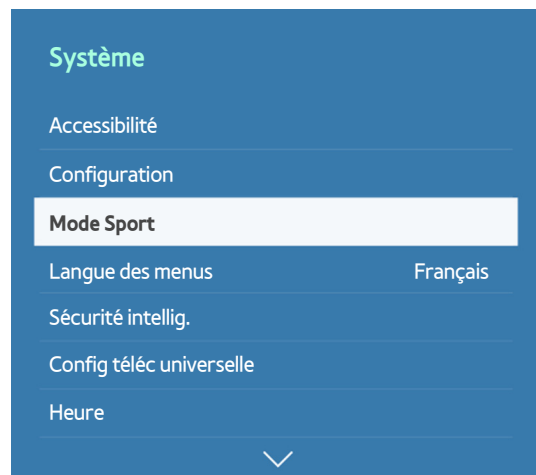 Système
Accessibilité
Configuration
Mode Sport
Langue des menus Français
Sécurité intellig.
Config téléc universelle
Heure